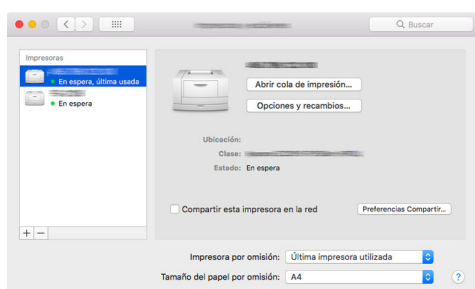 Buscar
Impresoras
En espera, última usada
En espera
Abrir cola de impresión...
Opciones y recambios...
Ubicación:
Clase:
Estado: En espera
Compartir esta impresora en la red
Preferencias Compartir...
+ −
Impresora por omisión: Última impresora utilizada
Tamaño del papel por omisión: A4
?